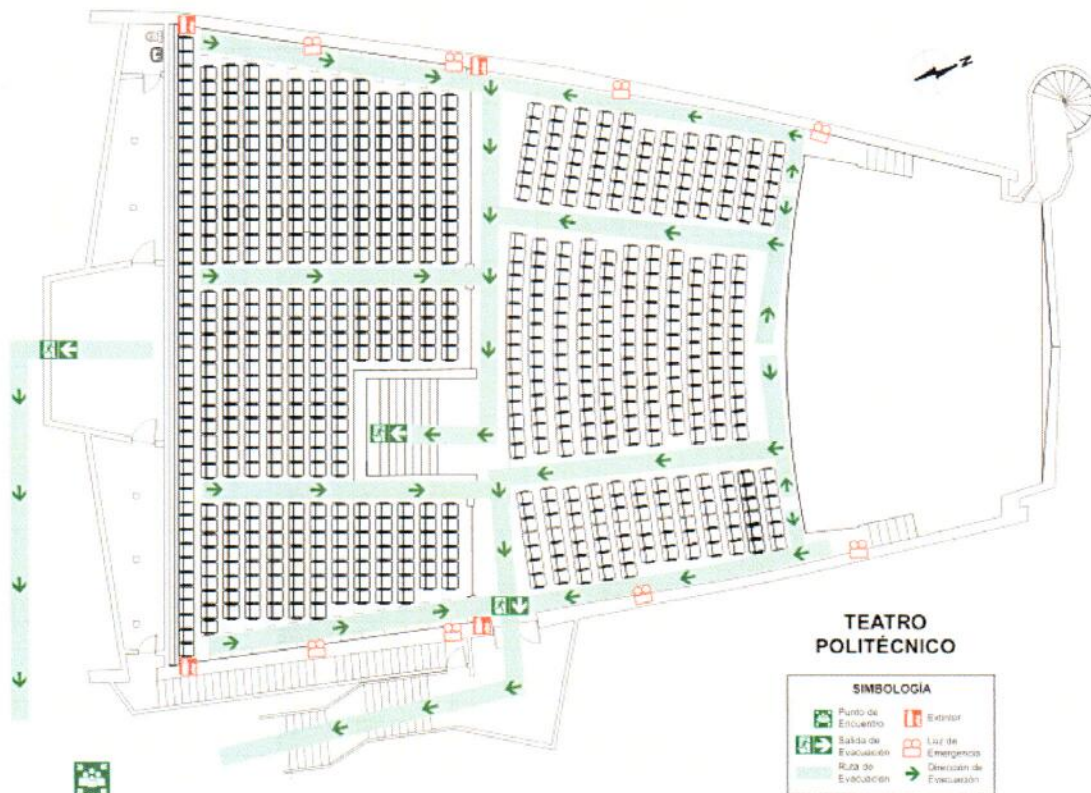 N
TEATRO
POLITÉCNICO
SIMBOLOGÍA
Punto de
Encuentro
Extintor
Salida de
Evacuación
Luz de
Emergencia
Ruta de
Evacuación
Dirección de
Evacuación